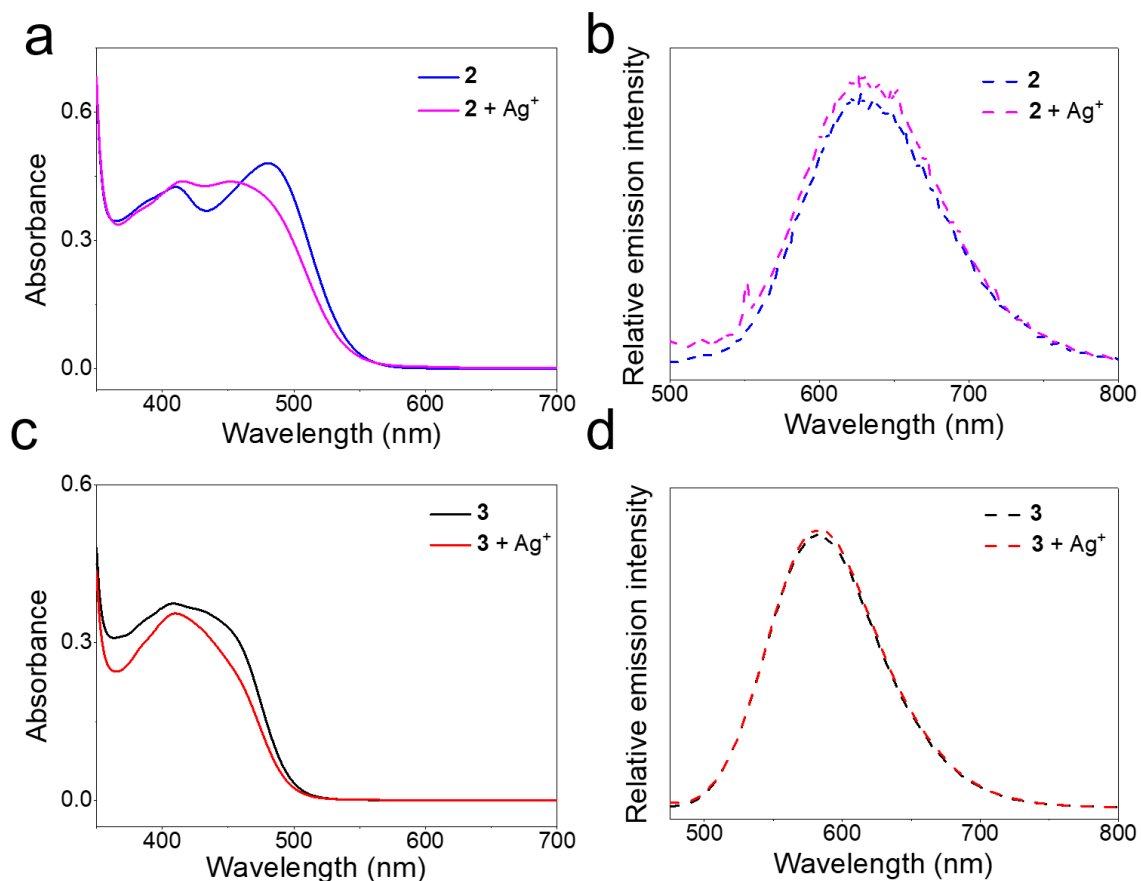 a
2
2 + Ag⁺
0.6
0.3
0.0
Absorbance
400 500 600 700
Wavelength (nm)
b
2
2 + Ag⁺
Relative emission intensity
500 600 700 800
Wavelength (nm)
c
3
3 + Ag⁺
0.6
0.3
0.0
Absorbance
400 500 600 700
Wavelength (nm)
d
3
3 + Ag⁺
Relative emission intensity
500 600 700 800
Wavelength (nm)